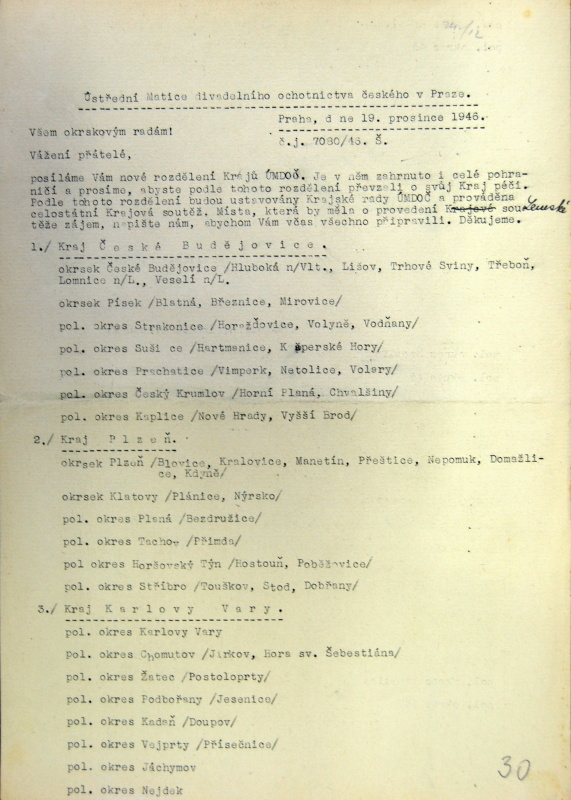 Ústřední Matice divadelního ochotnictva českého v Praze.
Praha, d ne 19. prosince 1946.
Všem okrskovým radám!
č.j. 7080/46. Š.
Vážení přátelé,
posíláme Vám nové rozdělení Krajů ÚMDOČ. Je v něm zahrnuto i celé pohra-
ničí a prosíme, abyste podle tohoto rozdělení převzali o svůj Kraj péči.
Podle tohoto rozdělení budou ustavovány Krajské rady ÚMDOČ a prováděna
celostátní Krajová soutěž. Místa, která by měla o provedení Krajové sou-
těže zájem, napište nám, abychom Vám včas všechno připravili. Děkujeme.
1./ Kraj České Budějovice.
okrsek České Budějovice /Hluboká n/Vlt., Lišov, Trhové Sviny, Třeboň,
Lomnice n/L., Veselí n/L.
okrsek Písek /Blatná, Březnice, Mirovice/
pol. okres Strakonice /Horažďovice, Volyně, Vodňany/
pol. okres Suši ce /Hartmanice, Kašperské Hory/
pol. okres Prachatice /Vimperk, Netolice, Volary/
pol. okres Český Krumlov /Horní Planá, Chvalšiny/
pol. okres Kaplice /Nové Hrady, Vyšší Brod/
2./ Kraj Plzeň.
okrsek Plzeň /Blovice, Kralovice, Manetín, Přeštice, Nepomuk, Domažli-
ce, Kdyně/
okrsek Klatovy /Plánice, Nýrsko/
pol. okres Planá /Bezdružice/
pol. okres Tachov /Přimda/
pol okres Horšovský Týn /Hostouň, Poběžovice/
pol. okres Stříbro /Touškov, Stod, Dobřany/
3./ Kraj Karlovy Vary.
pol. okres Karlovy Vary
pol. okres Chomutov /Jirkov, Hora sv. Šebestiána/
pol. okres Žatec /Postoloprty/
pol. okres Podbořany /Jesenice/
pol. okres Kadaň /Doupov/
pol. okres Vejprty /Přísečnice/
pol. okres Jáchymov
pol. okres Nejdek
30